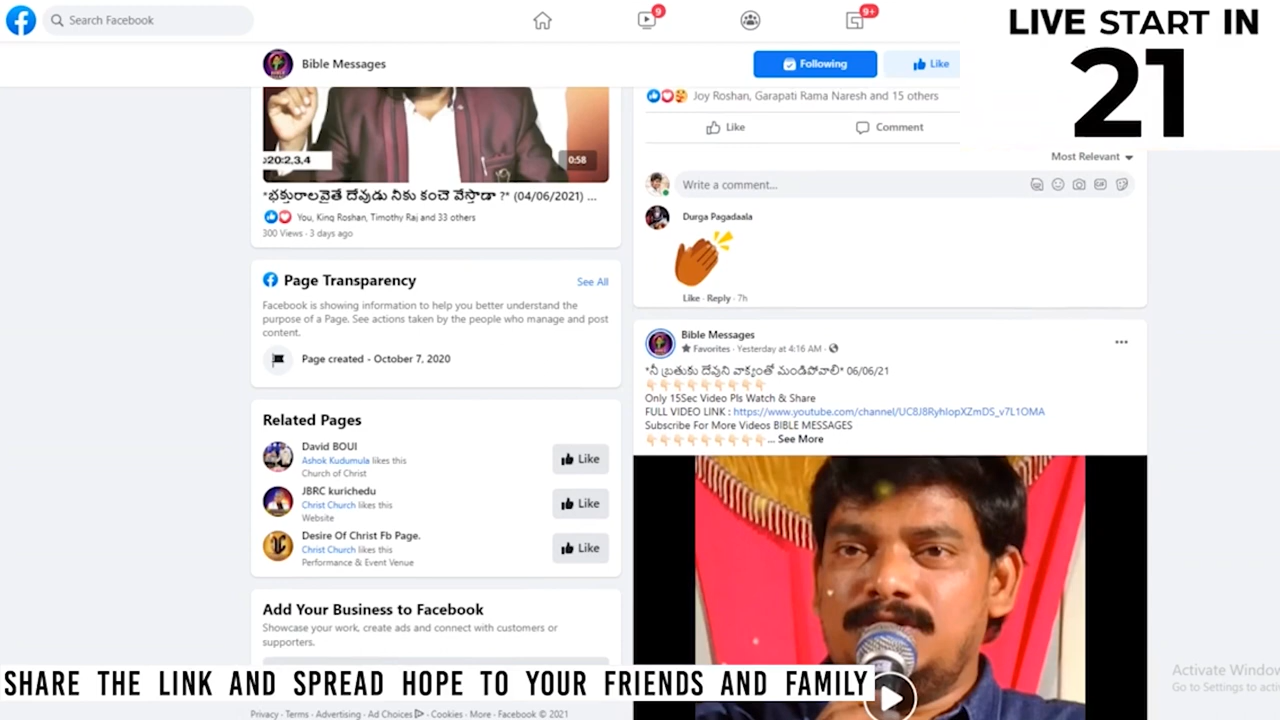 Search Facebook
9
9+
LIVE START IN
21
Bible Messages
Following
Like
20:2,3,4
0:58
*భక్తురాలవైతే దేవుడు నీకు కంచె వేస్తాడా ?* (04/06/2021) ...
You, King Roshan, Timothy Raj and 33 others
300 Views · 3 days ago
Page Transparency
See All
Facebook is showing information to help you better understand the
purpose of a Page. See actions taken by the people who manage and post
content.
Page created - October 7, 2020
Related Pages
David BOUI
Ashok Kudumula likes this
Church of Christ
Like
JBRC kurichedu
Christ Church likes this
Website
Like
Desire Of Christ Fb Page.
Christ Church likes this
Performance & Event Venue
Like
Add Your Business to Facebook
Showcase your work, create ads and connect with customers or
supporters.
Joy Roshan, Garapati Rama Naresh and 15 others
Like
Comment
Most Relevant
Write a comment...
Durga Pagadaala
Like · Reply · 7h
Bible Messages
Favorites · Yesterday at 4:16 AM ·
*నీ బ్రతుకు దేవుని వాక్యంతో మండిపోవాలి* 06/06/21
Only 15Sec Video Pls Watch & Share
FULL VIDEO LINK : https://www.youtube.com/channel/UC8J8RyhIopXZmDS_v7L1OMA
Subscribe For More Videos BIBLE MESSAGES
... See More
SHARE THE LINK AND SPREAD HOPE TO YOUR FRIENDS AND FAMILY
Activate Window
Go to Settings to acti
Privacy · Terms · Advertising · Ad Choices · Cookies · More · Facebook © 2021